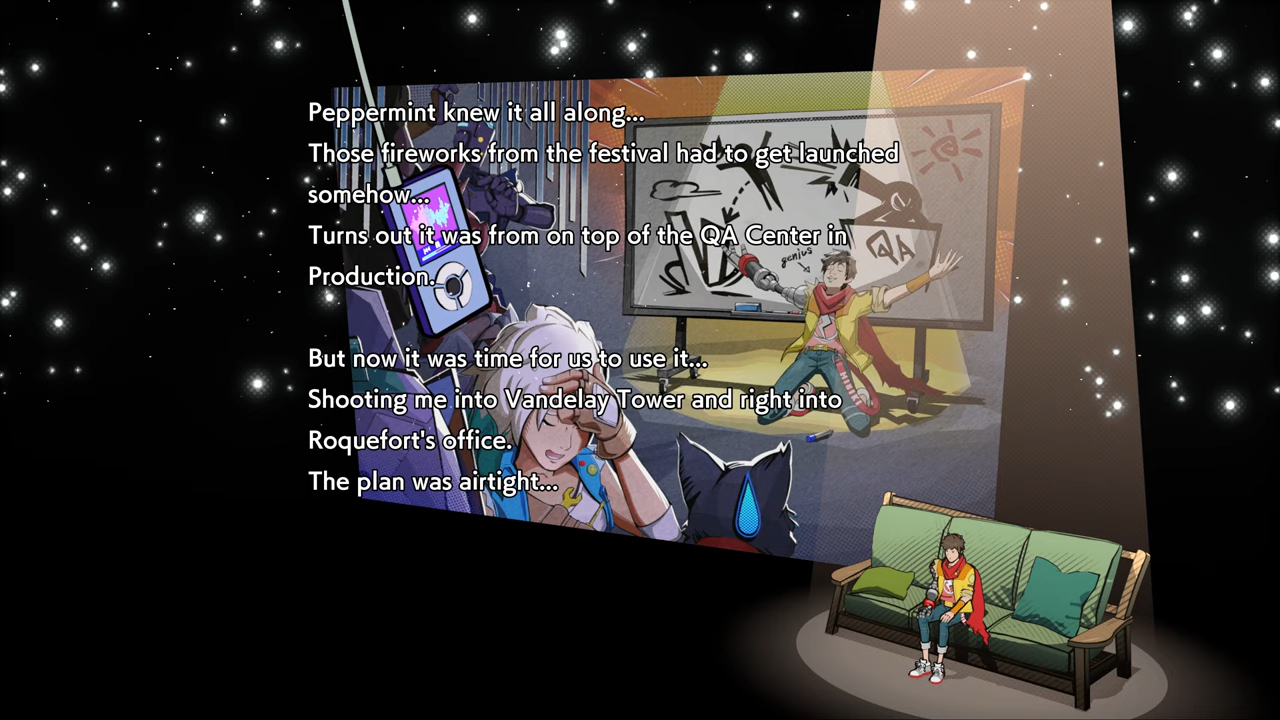 Peppermint knew it all along...
Those fireworks from the festival had to get launched
somehow...
Turns out it was from on top of the QA Center in
Production.
But now it was time for us to use it...
Shooting me into Vandelay Tower and right into
Roquefort's office.
The plan was airtight...
genius
QA